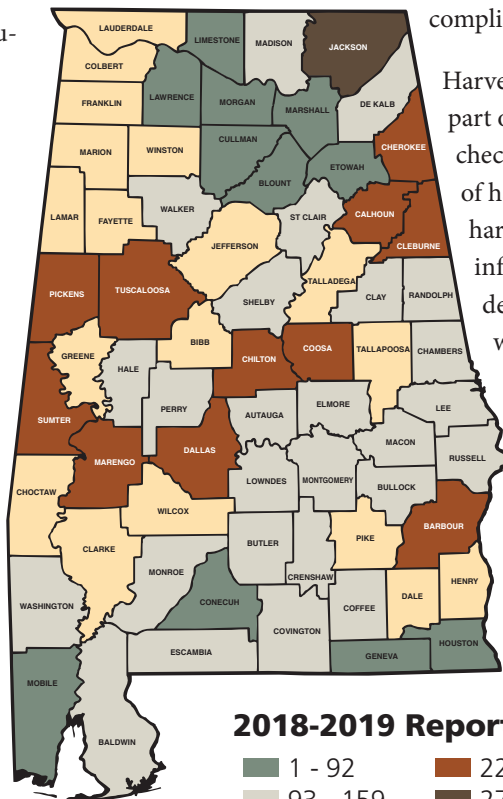 u-
compli
Harve
part o
chec
of h
har
inf
de
w
LAUDERDALE
LIMESTONE
MADISON
JACKSON
COLBERT
LAWRENCE
MORGAN
MARSHALL
DE KALB
FRANKLIN
CULLMAN
CHEROKEE
MARION
WINSTON
BLOUNT
ETOWAH
LAMAR
FAYETTE
WALKER
ST CLAIR
CALHOUN
JEFFERSON
CLEBURNE
PICKENS
TUSCALOOSA
SHELBY
TALLADEGA
CLAY
RANDOLPH
GREENE
HALE
BIBB
CHILTON
COOSA
TALLAPOOSA
CHAMBERS
SUMTER
PERRY
AUTAUGA
ELMORE
LEE
MARENGO
DALLAS
MACON
RUSSELL
CHOCTAW
LOWNDES
MONTGOMERY
BULLOCK
WILCOX
CLARKE
BUTLER
PIKE
BARBOUR
MONROE
CRENSHAW
WASHINGTON
CONECUH
COFFEE
DALE
HENRY
COVINGTON
ESCAMBIA
GENEVA
HOUSTON
MOBILE
BALDWIN
2018-2019 Report
1 - 92
22
93 - 159